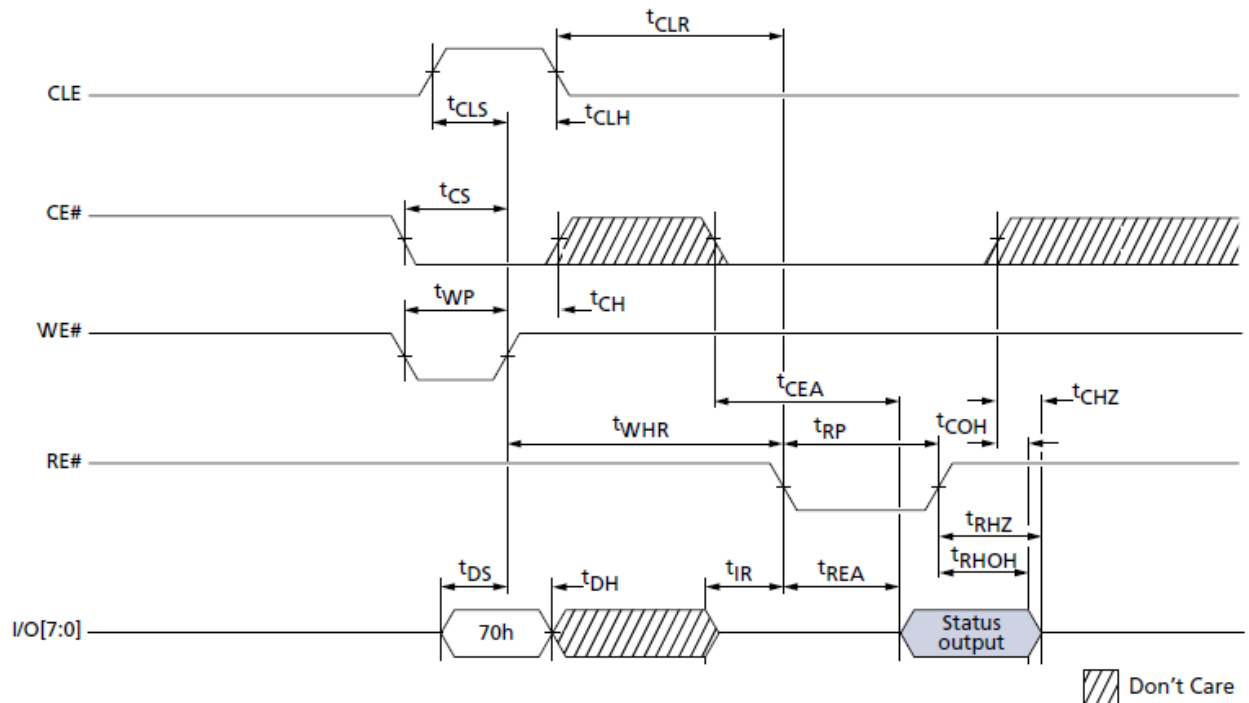 tCLR
CLE
tCLS
tCLH
tCS
CE#
tWP
tCH
WE#
tCEA
tCHZ
tWHR
tRP
tCOH
RE#
tRHZ
tRHOH
tDS
tDH
tIR
tREA
I/O[7:0]
70h
Status
output
Don't Care